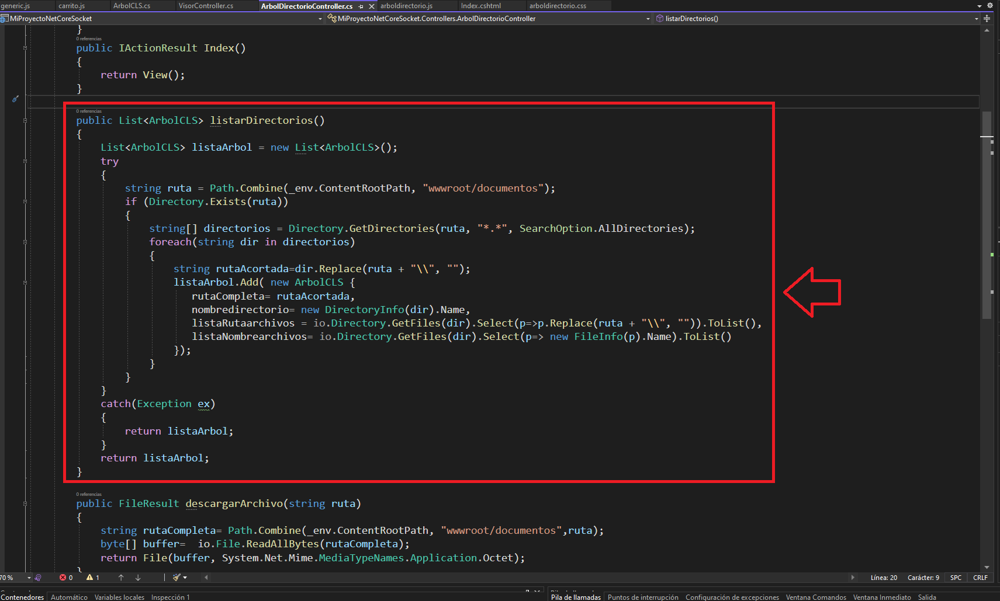 generic.js carrito.js ArbolCLS.cs VisorController.cs ArbolDirectorioController.cs arboldirectorio.js Index.cshtml arboldirectorio.css
MiProyectoNetCoreSocket MiProyectoNetCoreSocket.Controllers.ArbolDirectorioController listarDirectorios()
}
0 referencias
public IActionResult Index()
{
return View();
}
0 referencias
public List<ArbolCLS> listarDirectorios()
{
List<ArbolCLS> listaArbol = new List<ArbolCLS>();
try
{
string ruta = Path.Combine(_env.ContentRootPath, "wwwroot/documentos");
if (Directory.Exists(ruta))
{
string[] directorios = Directory.GetDirectories(ruta, "*.*", SearchOption.AllDirectories);
foreach(string dir in directorios)
{
string rutaAcortada=dir.Replace(ruta + "\\", "");
listaArbol.Add( new ArbolCLS {
rutaCompleta= rutaAcortada,
nombredirectorio= new DirectoryInfo(dir).Name,
listaRutaarchivos = io.Directory.GetFiles(dir).Select(p=>p.Replace(ruta + "\\", "")).ToList(),
listaNombrearchivos= io.Directory.GetFiles(dir).Select(p=> new FileInfo(p).Name).ToList()
});
}
}
}
catch(Exception ex)
{
return listaArbol;
}
return listaArbol;
}
0 referencias
public FileResult descargarArchivo(string ruta)
{
string rutaCompleta= Path.Combine(_env.ContentRootPath, "wwwroot/documentos",ruta);
byte[] buffer= io.File.ReadAllBytes(rutaCompleta);
return File(buffer, System.Net.Mime.MediaTypeNames.Application.Octet);
}
70 % 0 1 Línea: 20 Carácter: 9 SPC CRLF
Contenedores Automático Variables locales Inspección 1 Pila de llamadas Puntos de interrupción Configuración de excepciones Ventana Comandos Ventana Inmediato Salida